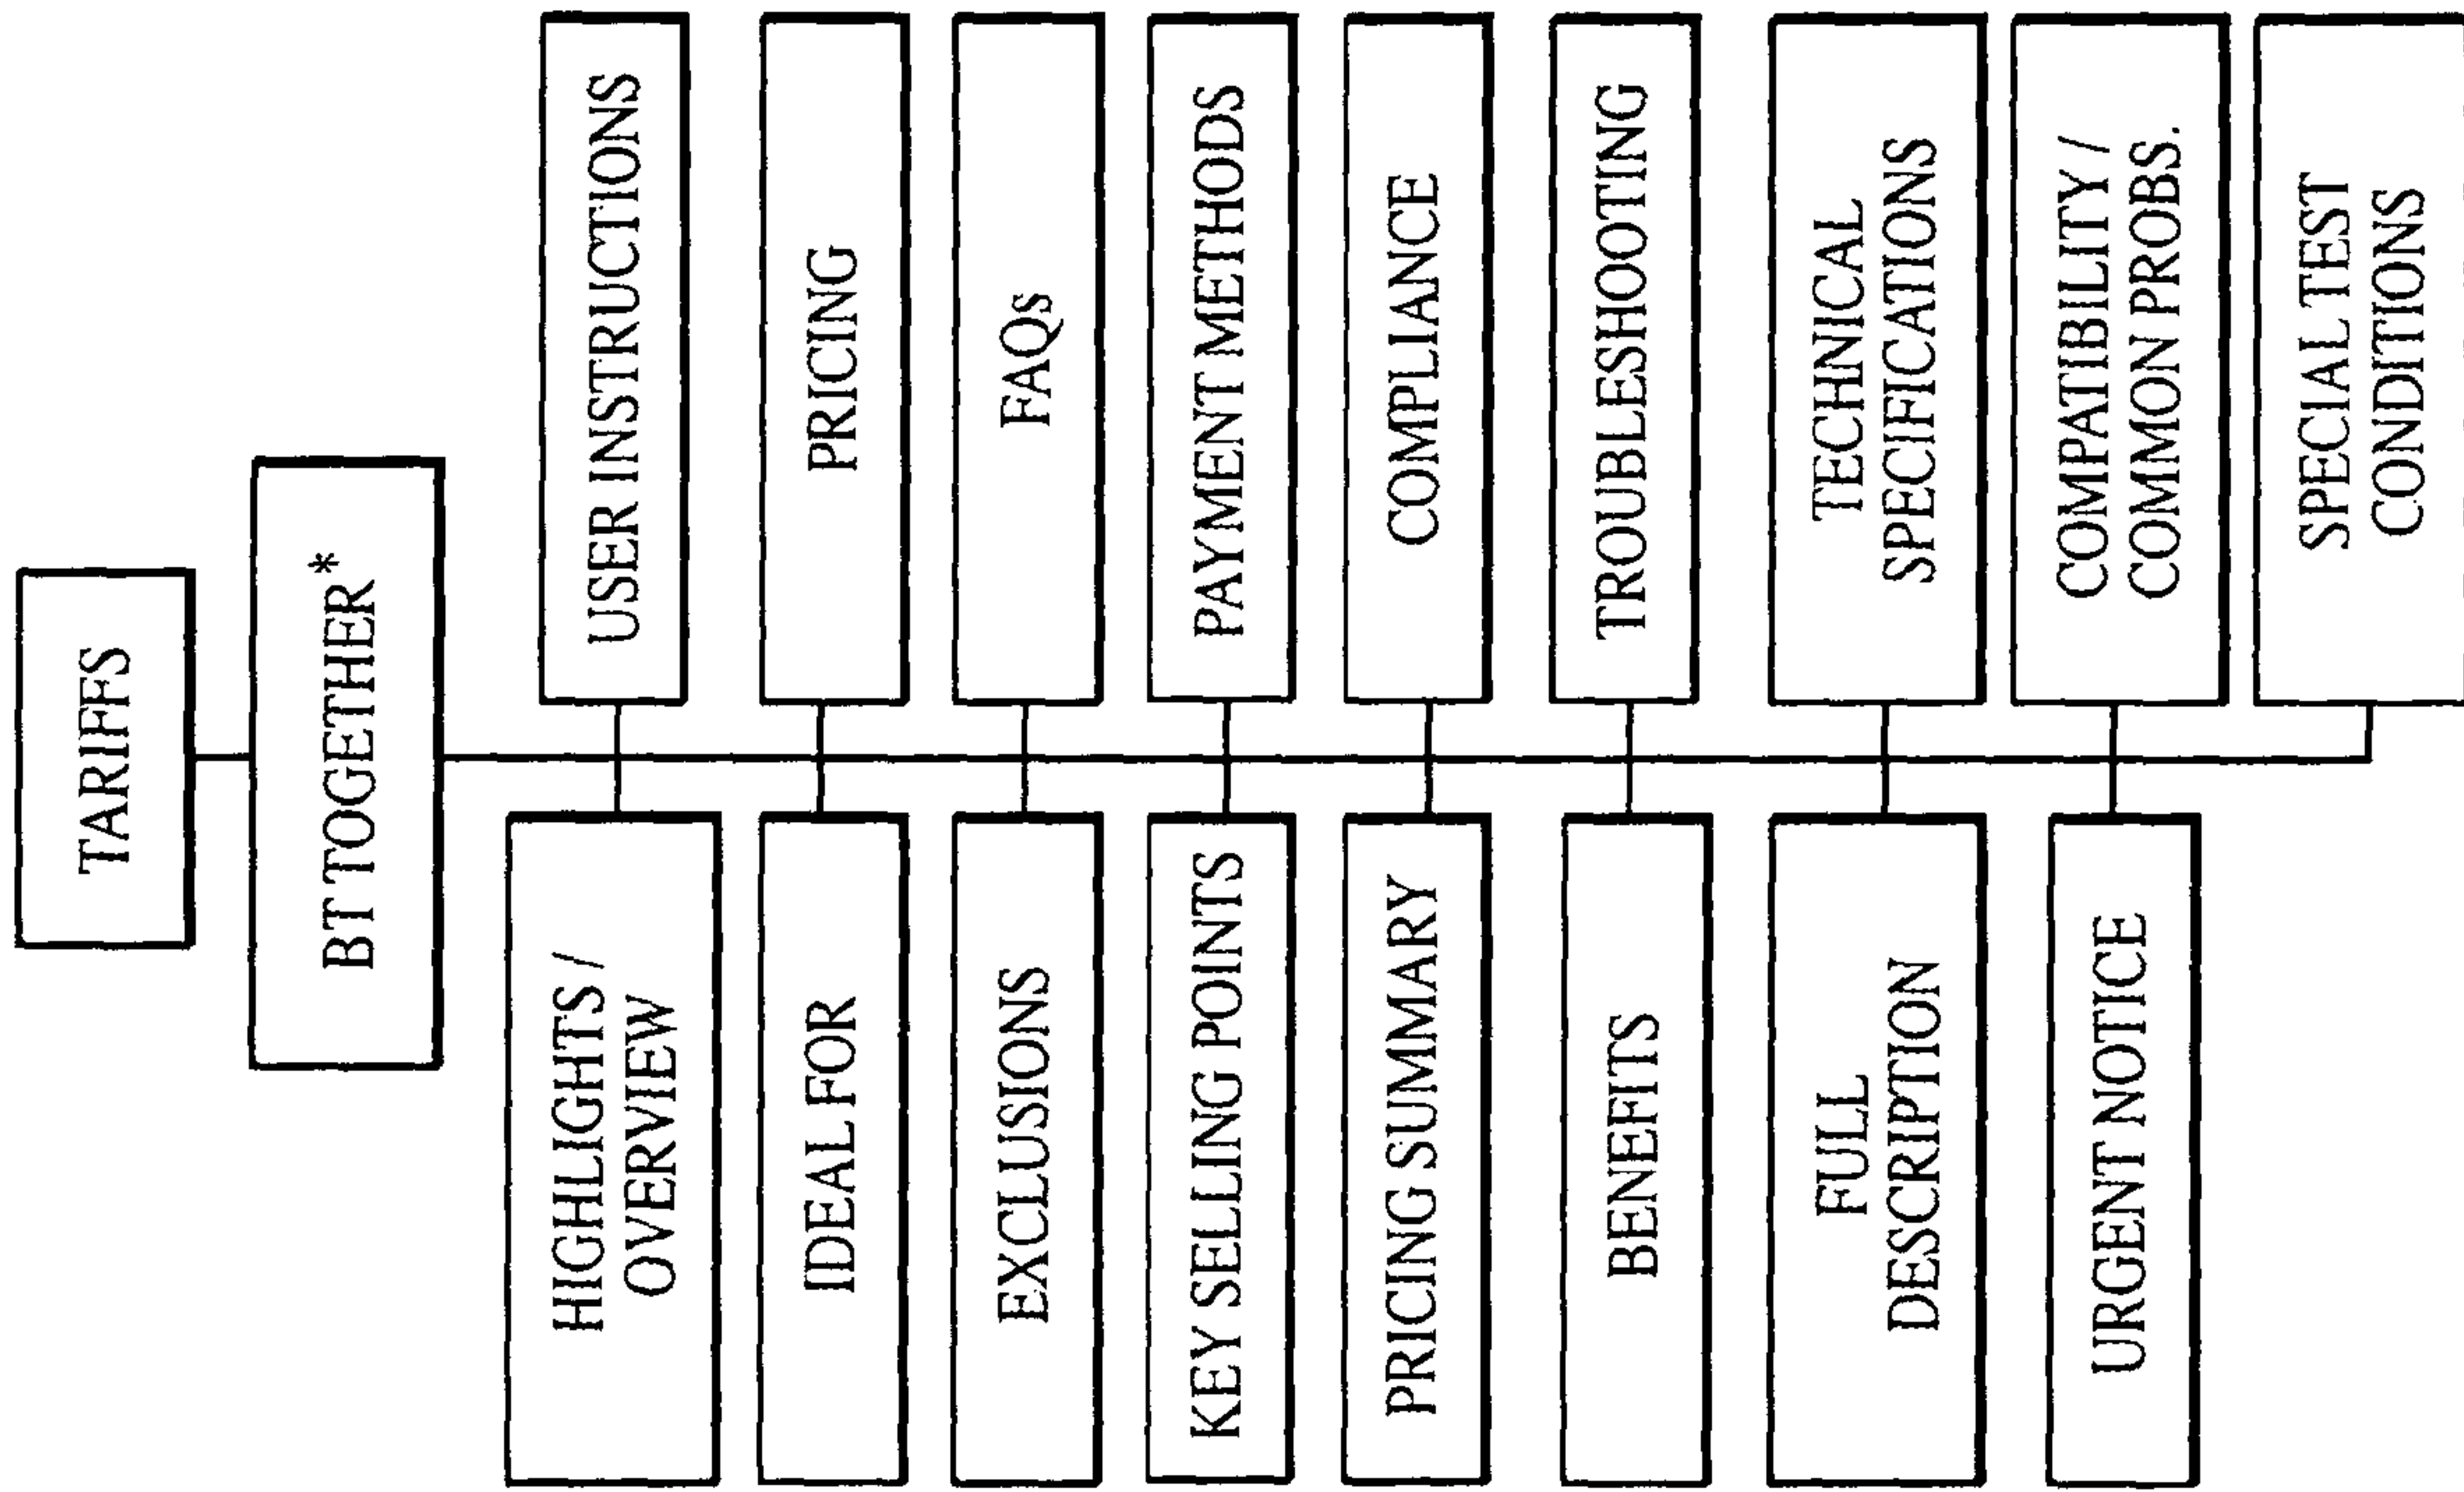 TARIFFS
BT TOGETHER*
HIGHLIGHTS /
OVERVIEW
USER INSTRUCTIONS
IDEAL FOR
PRICING
EXCLUSIONS
FAQs
KEY SELLING POINTS
PAYMENT METHODS
PRICING SUMMARY
COMPLIANCE
BENEFITS
TROUBLESHOOTING
FULL
DESCRIPTION
TECHNICAL
SPECIFICATIONS
URGENT NOTICE
COMPATIBILITY /
COMMON PROBS.
SPECIAL TEST
CONDITIONS